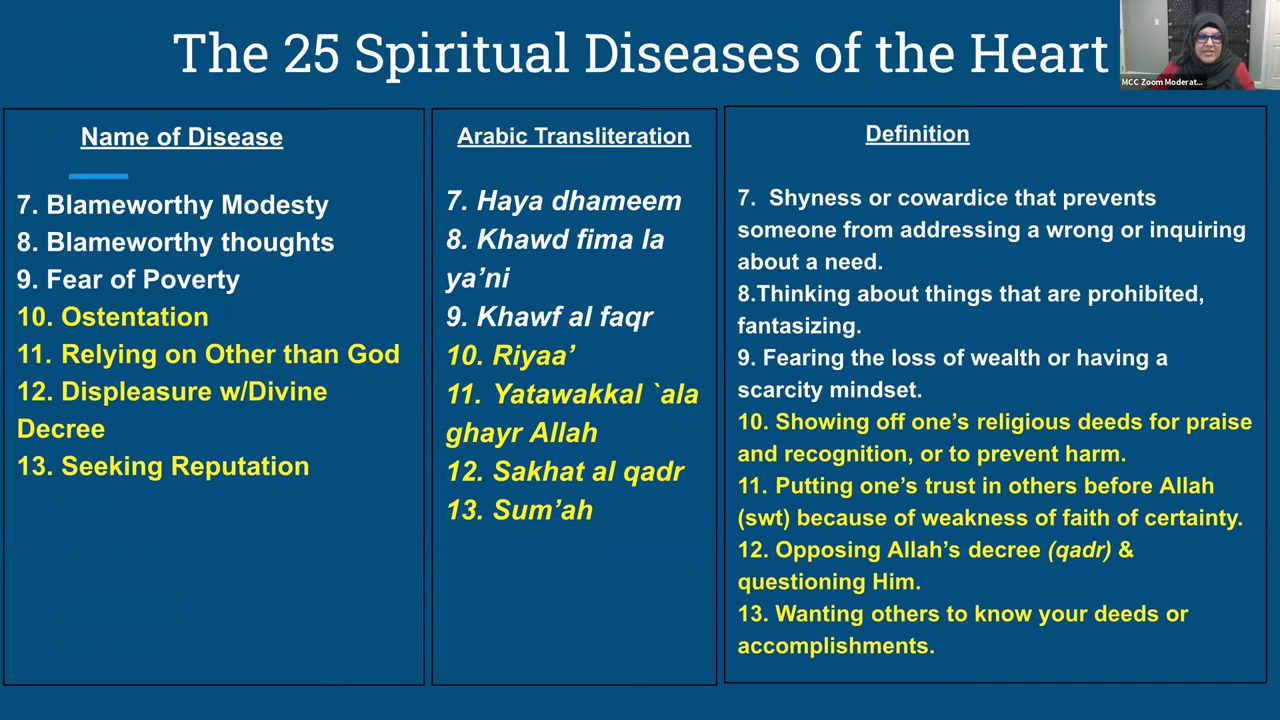 The 25 Spiritual Diseases of the Heart
MCC Zoom Moderat...
Name of Disease
7. Blameworthy Modesty
8. Blameworthy thoughts
9. Fear of Poverty
10. Ostentation
11. Relying on Other than God
12. Displeasure w/Divine
Decree
13. Seeking Reputation
Arabic Transliteration
7. Haya dhameem
8. Khawd fima la
ya’ni
9. Khawf al faqr
10. Riyaa’
11. Yatawakkal `ala
ghayr Allah
12. Sakhat al qadr
13. Sum’ah
Definition
7. Shyness or cowardice that prevents
someone from addressing a wrong or inquiring
about a need.
8.Thinking about things that are prohibited,
fantasizing.
9. Fearing the loss of wealth or having a
scarcity mindset.
10. Showing off one’s religious deeds for praise
and recognition, or to prevent harm.
11. Putting one’s trust in others before Allah
(swt) because of weakness of faith of certainty.
12. Opposing Allah’s decree (qadr) &
questioning Him.
13. Wanting others to know your deeds or
accomplishments.